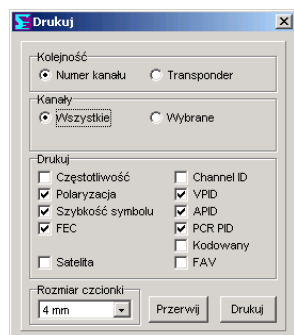 Drukuj
Kolejność
Numer kanału Transponder
Kanały
Wszystkie Wybrane
Drukuj
Częstotliwość Channel ID
Polaryzacja VPID
Szybkość symbolu APID
FEC PCR PID
Kodowany
Satelita FAV
Rozmiar czcionki
4 mm Przerwij Drukuj